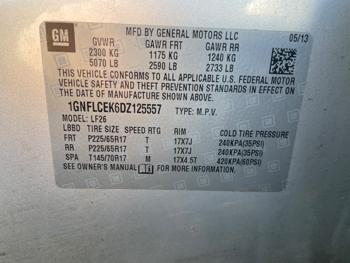 GM
MFD BY GENERAL MOTORS LLC 05/13
GVWR GAWR FRT GAWR RR
2300 KG 1175 KG 1240 KG
5070 LB 2590 LB 2733 LB
THIS VEHICLE CONFORMS TO ALL APPLICABLE U.S. FEDERAL MOTOR
VEHICLE SAFETY AND THEFT PREVENTION STANDARDS IN EFFECT
ON THE DATE OF MANUFACTURE SHOWN ABOVE.
1GNFLCEK6DZ125557 TYPE: M.P.V.
MODEL: LF26
LBBD TIRE SIZE SPEED RTG RIM COLD TIRE PRESSURE
FRT P225/65R17 T 17X7J 240KPA(35PSI)
RR P225/65R17 T 17X7J 240KPA(35PSI)
SPA T145/70R17 M 17X4.5T 420KPA(60PSI)
SEE OWNER'S MANUAL FOR MORE INFORMATION.